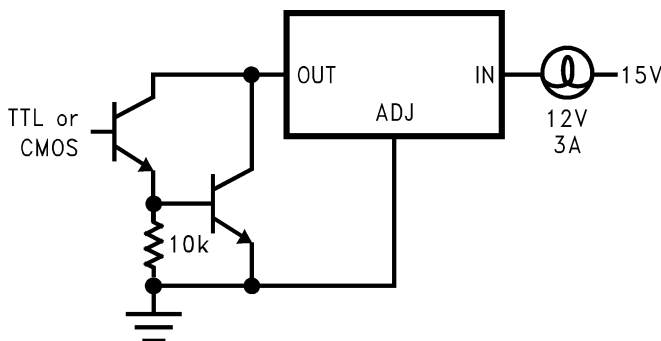 OUT
IN
15V
ADJ
TTL or
CMOS
12V
3A
10k